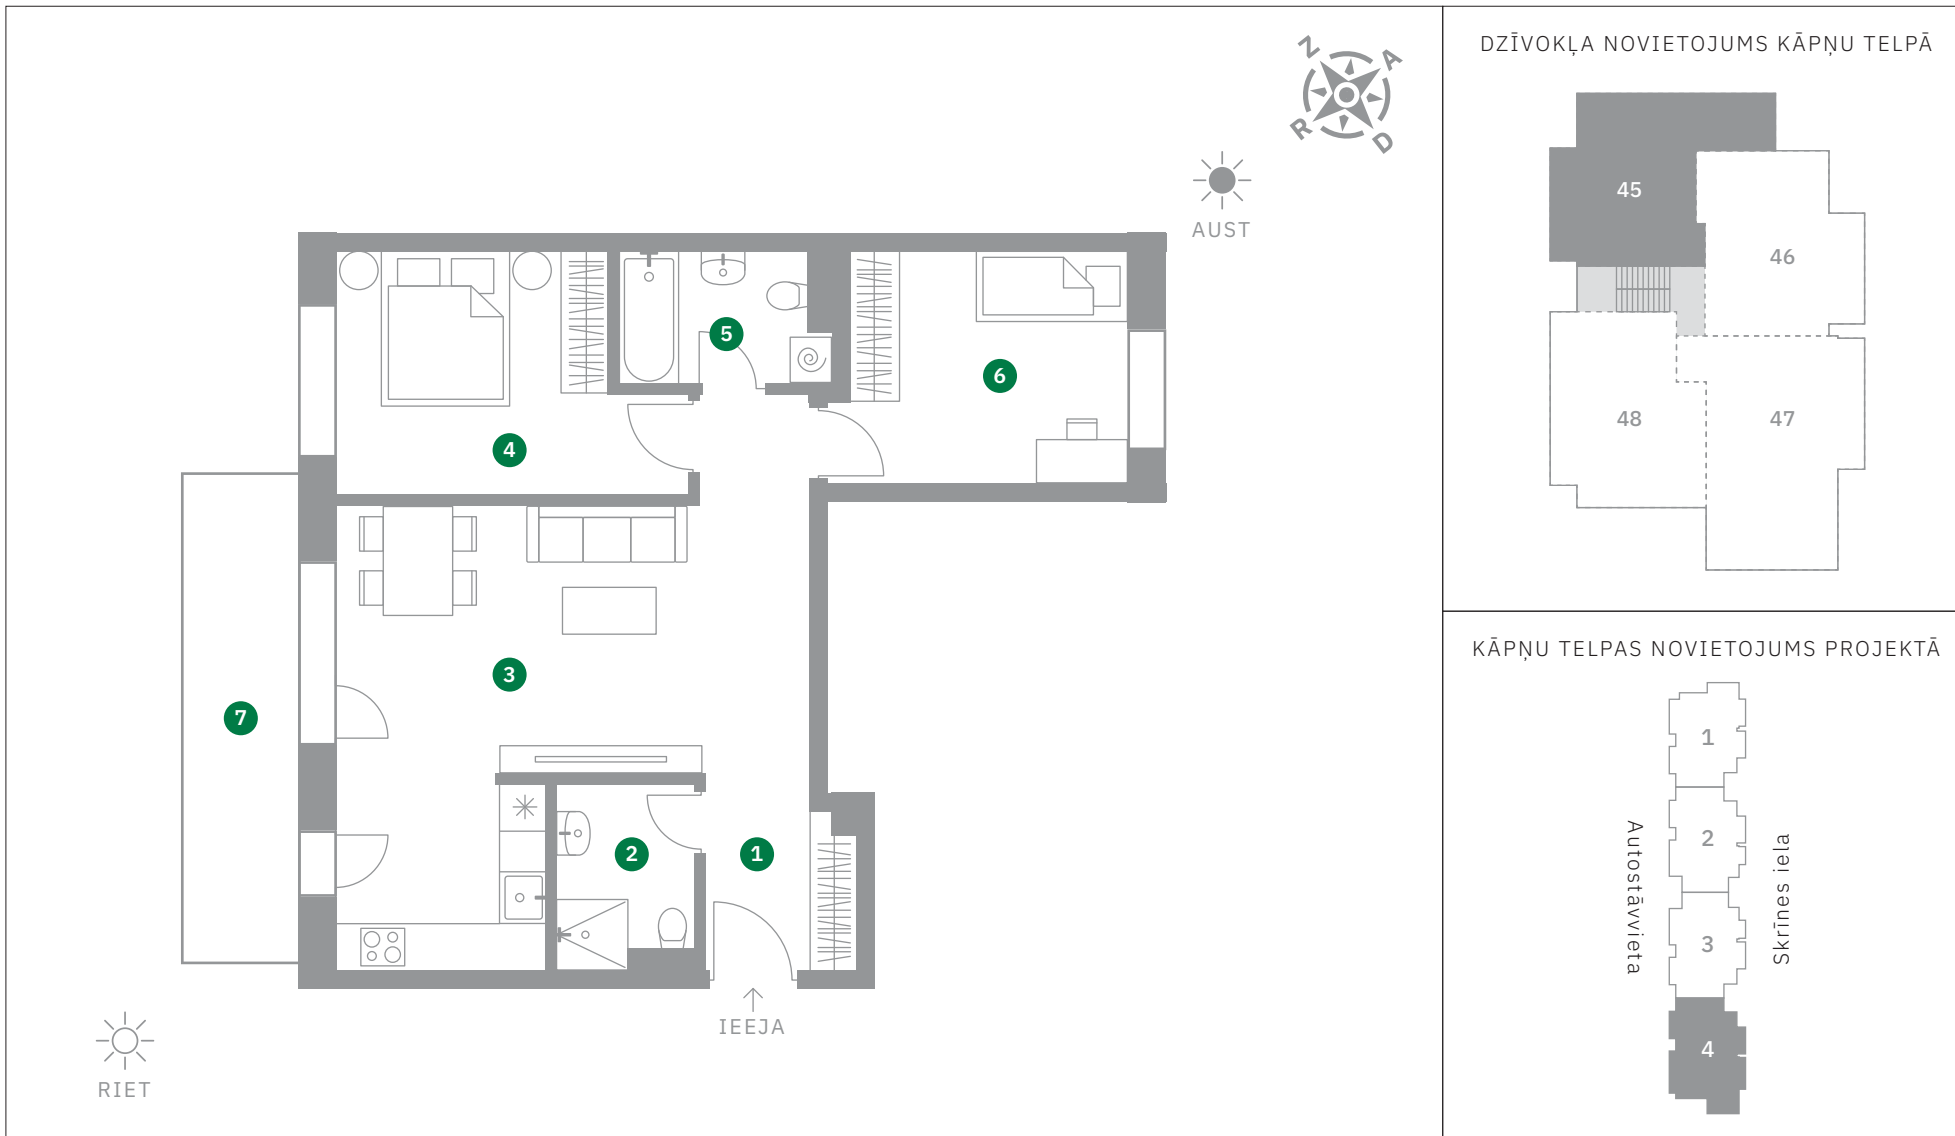 Z
A
R
D
AUST
5
6
4
3
7
2
1
IEEJA
RIET
DZĪVOKĻA NOVIETOJUMS KĀPŅU TELPĀ
45
46
48
47
KĀPŅU TELPAS NOVIETOJUMS PROJEKTĀ
1
2
3
4
Autostāvvieta
Skrīnes iela